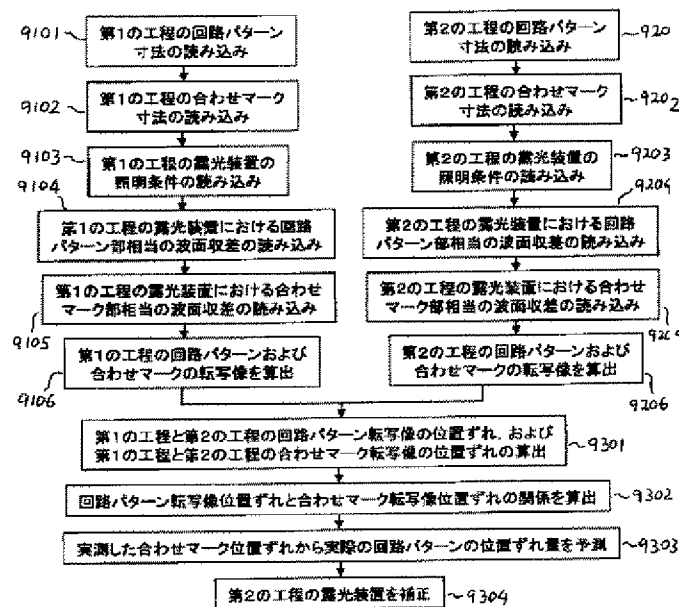 9101
第1の工程の回路パターン
寸法の読み込み
9102
第1の工程の合わせマーク
寸法の読み込み
9103
第1の工程の露光装置の
照明条件の読み込み
9104
第1の工程の露光装置における回路
パターン部相当の波面収差の読み込み
9105
第1の工程の露光装置における合わせ
マーク部相当の波面収差の読み込み
9106
第1の工程の回路パターンおよび
合わせマークの転写像を算出
920
第2の工程の回路パターン
寸法の読み込み
9202
第2の工程の合わせマーク
寸法の読み込み
9203
第2の工程の露光装置の
照明条件の読み込み
9204
第2の工程の露光装置における回路
パターン部相当の波面収差の読み込み
第2の工程の露光装置における合わせ
マーク部相当の波面収差の読み込み
9206
第2の工程の回路パターンおよび
合わせマークの転写像を算出
第1の工程と第2の工程の回路パターン転写像の位置ずれ、および
第1の工程と第2の工程の合わせマーク転写像の位置ずれの算出
9301
回路パターン転写像位置ずれと合わせマーク転写像位置ずれの関係を算出
9302
実測した合わせマーク位置ずれから実際の回路パターンの位置ずれ量を予測
9303
第2の工程の露光装置を補正
9304